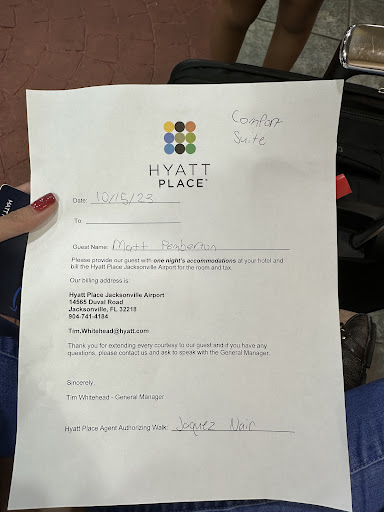 Comfor
Suite
HYATT
PLACE
Date: 10/15/23
To:
Guest Name: Matt Pemberton
Please provide our guest with one night's accommodations at your hotel and
bill the Hyatt Place Jacksonville Airport for the room and tax.
Our billing address is:
Hyatt Place Jacksonville Airport
14565 Duval Road
Jacksonville, FL 32218
904-741-4184
Tim.Whitehead@hyatt.com
Thank you for extending every courtesy to our guest and if you have any
questions, please contact us and ask to speak with the General Manager.
Sincerely,
Tim Whitehead - General Manager
Hyatt Place Agent Authorizing Walk: Jaquez Nair